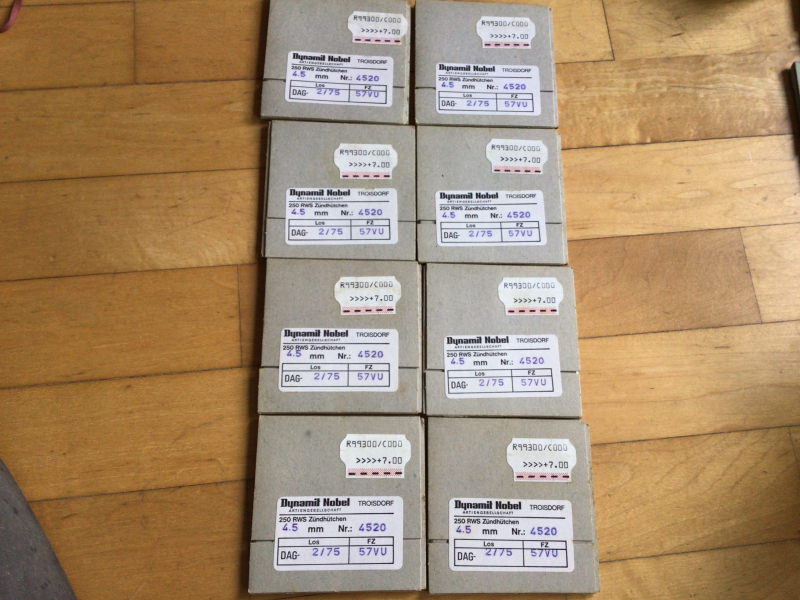 R99300/C000
>>>>+7.00
Dynamit Nobel TROISDORF
AKTIENGESELLSCHAFT
250 RWS Zündhütchen
4.5 mm Nr.: 4520
Los FZ
DAG- 2/75 57VU
R99300/C000
>>>>+7.00
Dynamit Nobel TROISDORF
AKTIENGESELLSCHAFT
250 RWS Zündhütchen
4.5 mm Nr.: 4520
Los FZ
DAG- 2/75 57VU
R99300/C000
>>>>+7.00
Dynamit Nobel TROISDORF
AKTIENGESELLSCHAFT
250 RWS Zündhütchen
4.5 mm Nr.: 4520
Los FZ
DAG- 2/75 57VU
R99300/C000
>>>>+7.00
Dynamit Nobel TROISDORF
AKTIENGESELLSCHAFT
250 RWS Zündhütchen
4.5 mm Nr.: 4520
Los FZ
DAG- 2/75 57VU
R99300/C000
>>>>+7.00
Dynamit Nobel TROISDORF
AKTIENGESELLSCHAFT
250 RWS Zündhütchen
4.5 mm Nr.: 4520
Los FZ
DAG- 2/75 57VU
R99300/C000
>>>>+7.00
Dynamit Nobel TROISDORF
AKTIENGESELLSCHAFT
250 RWS Zündhütchen
4.5 mm Nr.: 4520
Los FZ
DAG- 2/75 57VU
R99300/C000
>>>>+7.00
Dynamit Nobel TROISDORF
AKTIENGESELLSCHAFT
250 RWS Zündhütchen
4.5 mm Nr.: 4520
Los FZ
DAG- 2/75 57VU
R99300/C000
>>>>+7.00
Dynamit Nobel TROISDORF
AKTIENGESELLSCHAFT
250 RWS Zündhütchen
4.5 mm Nr.: 4520
Los FZ
DAG- 2/75 57VU